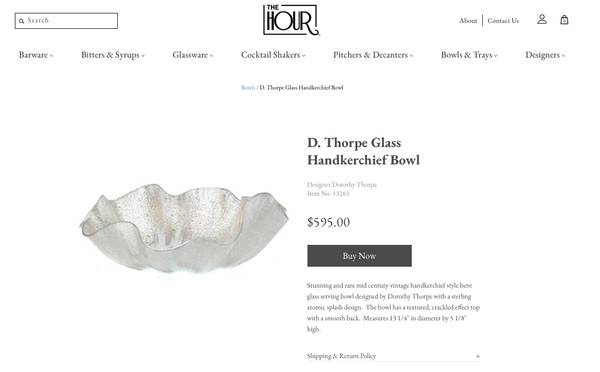 Search
THE
HOUR
About
Contact Us
Barware
Bitters & Syrups
Glassware
Cocktail Shakers
Pitchers & Decanters
Bowls & Trays
Designers
Bowls / D. Thorpe Glass Handkerchief Bowl
D. Thorpe Glass
Handkerchief Bowl
Designer Dorothy Thorpe
Item No. 13263
$595.00
Buy Now
Stunning and rare mid century vintage handkerchief style bent
glass serving bowl designed by Dorothy Thorpe with a sterling
atomic splash design. The bowl has a textured, crackled effect top
with a smooth back. Measures 13 1/4" in diameter by 5 1/8"
high.
Shipping & Return Policy +